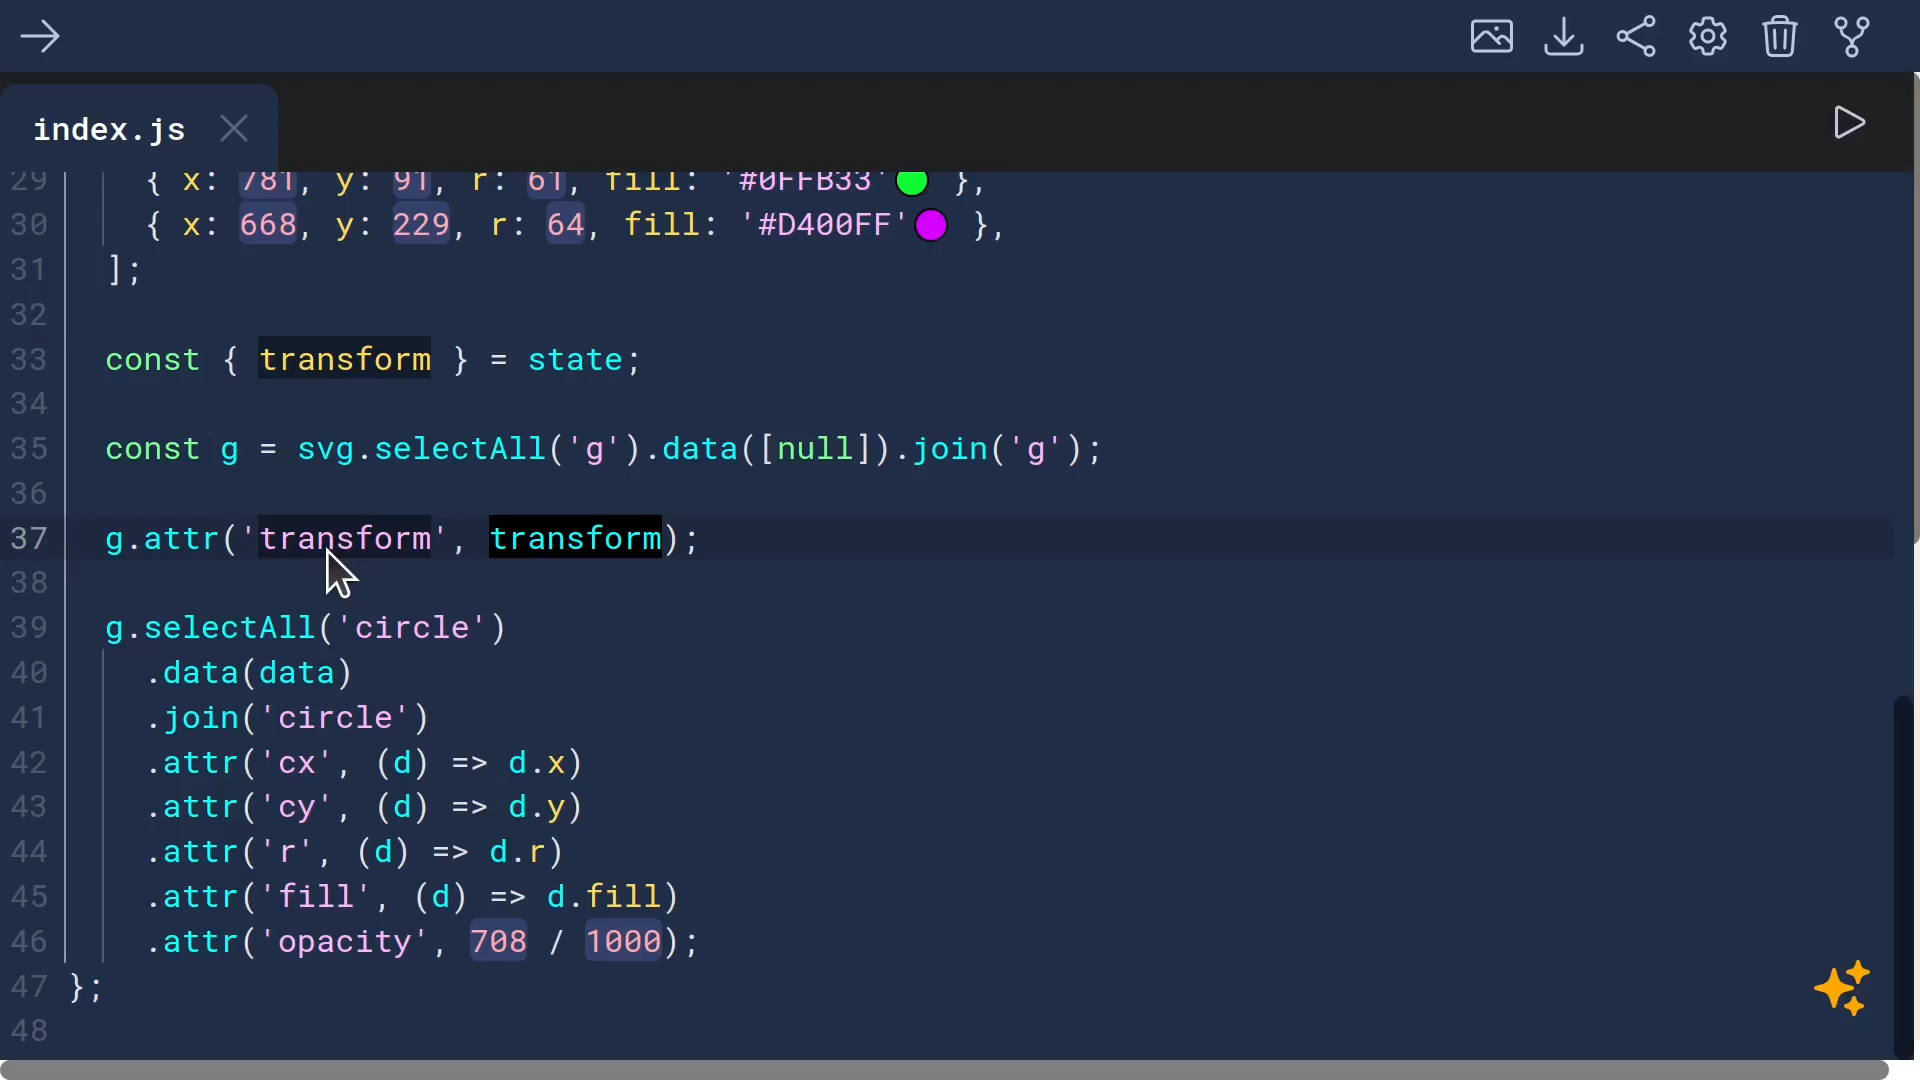 index.js
29 { x: 781, y: 91, r: 61, fill: '#0FFB33' },
30 { x: 668, y: 229, r: 64, fill: '#D400FF' },
31 ];
32
33 const { transform } = state;
34
35 const g = svg.selectAll('g').data([null]).join('g');
36
37 g.attr('transform', transform);
38
39 g.selectAll('circle')
40 .data(data)
41 .join('circle')
42 .attr('cx', (d) => d.x)
43 .attr('cy', (d) => d.y)
44 .attr('r', (d) => d.r)
45 .attr('fill', (d) => d.fill)
46 .attr('opacity', 708 / 1000);
47 };
48